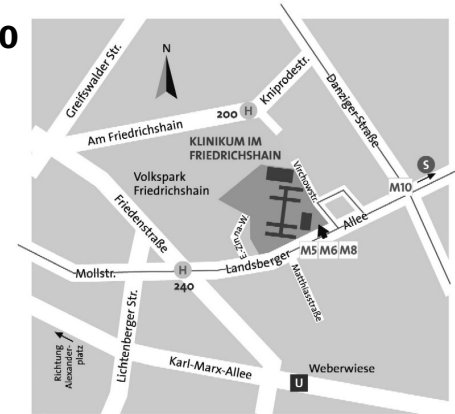 0
Greifswalder Str.
N
Kniprodestr.
Danziger-Straße
200 H
Am Friedrichshain
KLINIKUM IM
FRIEDRICHSHAIN
S
Volkspark
Friedrichshain
Virchowstr.
M10
Friedenstraße
E.-Zinna-W.
Allee
M5 M6 M8
Landsberger
Mollstr.
H
240
Matthiasstraße
Lichtenberger Str.
Richtung
Alexander-
platz
Karl-Marx-Allee
Weberwiese
U